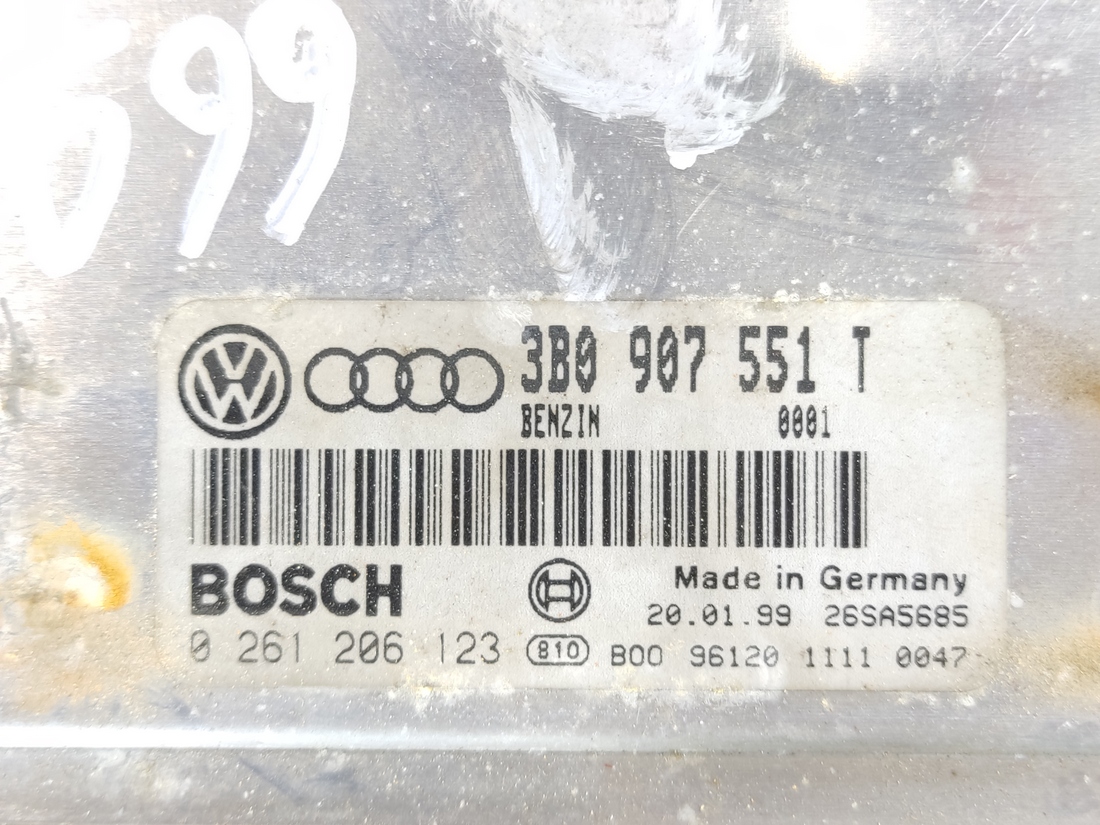 699
3B0 907 551 T
BENZIN 0001
BOSCH
Made in Germany
20.01.99 26SA5685
0 261 206 123 810 B00 96120 1111 0047